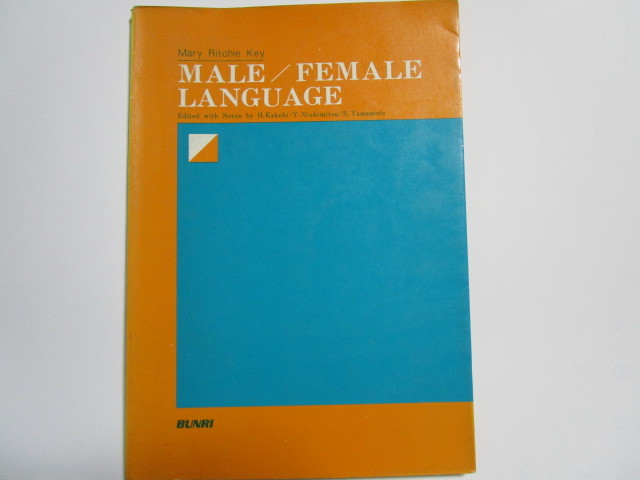 Mary Ritchie Key
MALE / FEMALE
LANGUAGE
Edited with Notes by H.Kakehi/Y.Nishimitsu/S.Yamamoto
BUNRI